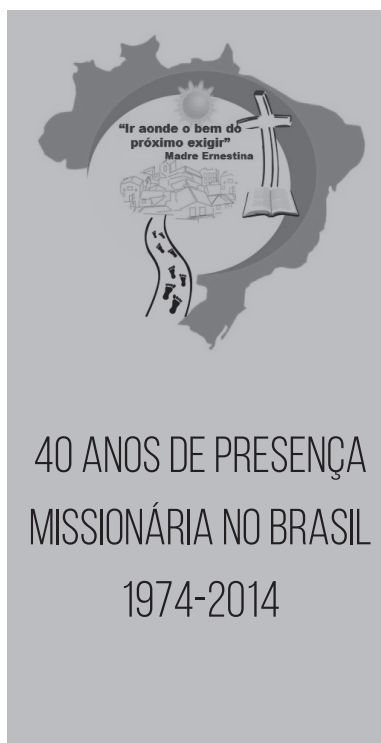 “Ir aonde o bem do
próximo exigir”
Madre Ernestina
40 ANOS DE PRESENÇA
MISSIONÁRIA NO BRASIL
1974-2014